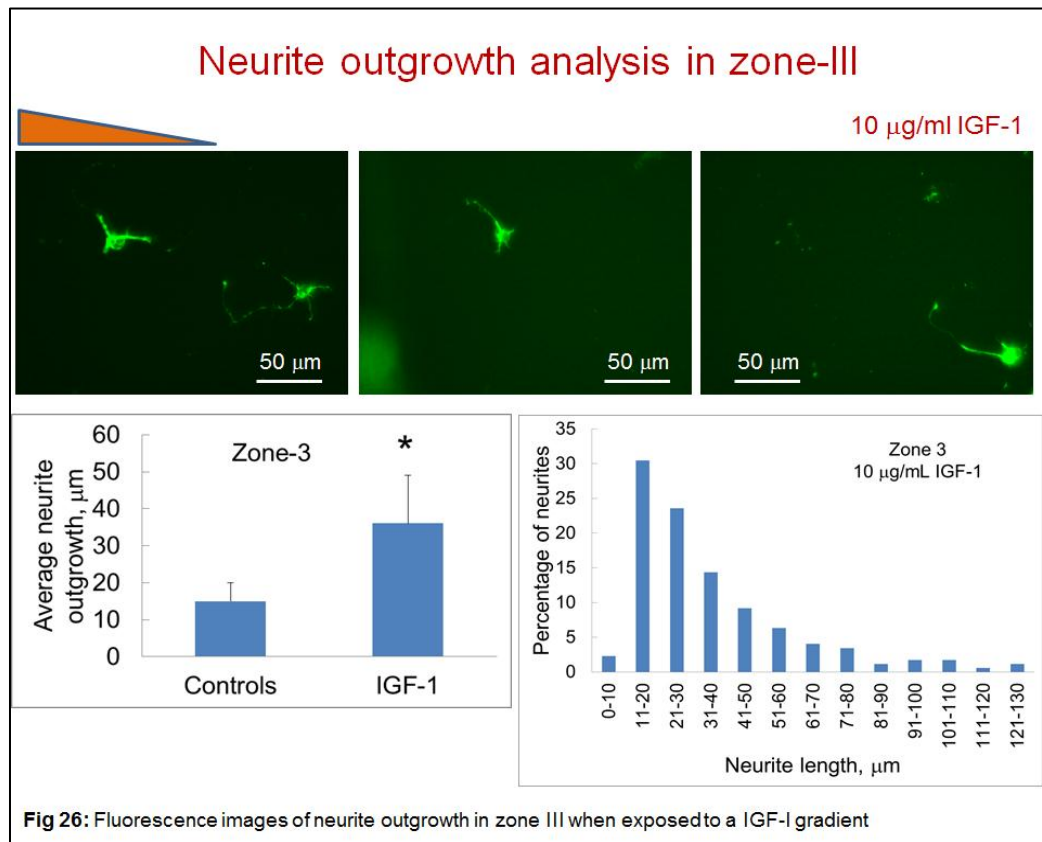 Neurite outgrowth analysis in zone-III
10 μg/ml IGF-1
50 μm
50 μm
50 μm
Average neurite
outgrowth, μm
60
50
40
30
20
10
0
Zone-3
*
Controls
IGF-1
Percentage of neurites
35
30
25
20
15
10
5
0
Zone 3
10 μg/mL IGF-1
0-10
11-20
21-30
31-40
41-50
51-60
61-70
71-80
81-90
91-100
101-110
111-120
121-130
Neurite length, μm
Fig 26: Fluorescence images of neurite outgrowth in zone III when exposed to a IGF-I gradient